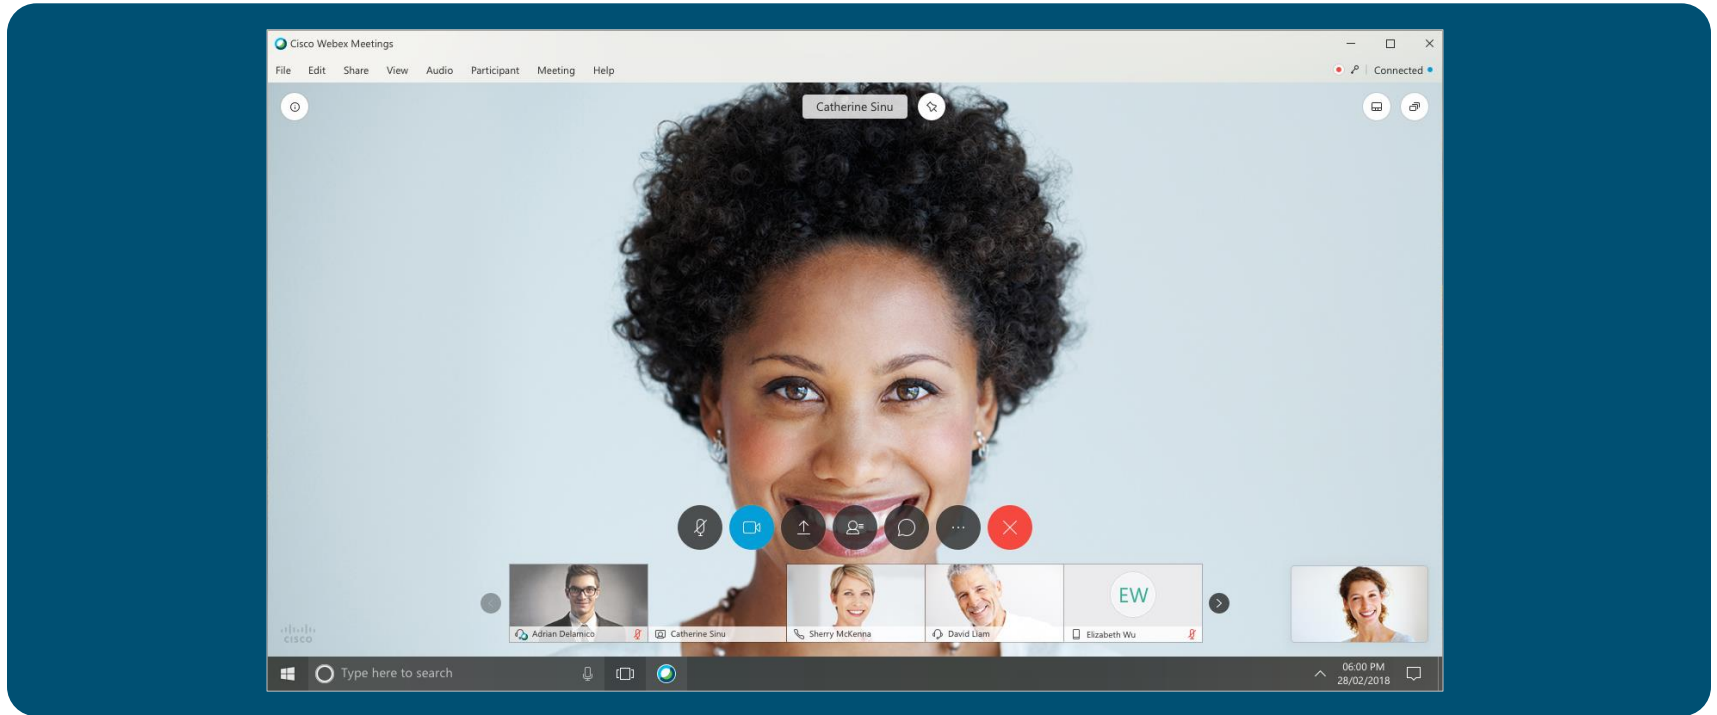 Cisco Webex Meetings
File Edit Share View Audio Participant Meeting Help
Connected
Catherine Sinu
EW
Adrian Delamico
Catherine Sinu
Sherry McKenna
David Liam
Elizabeth Wu
CISCO
Type here to search
06:00 PM
28/02/2018